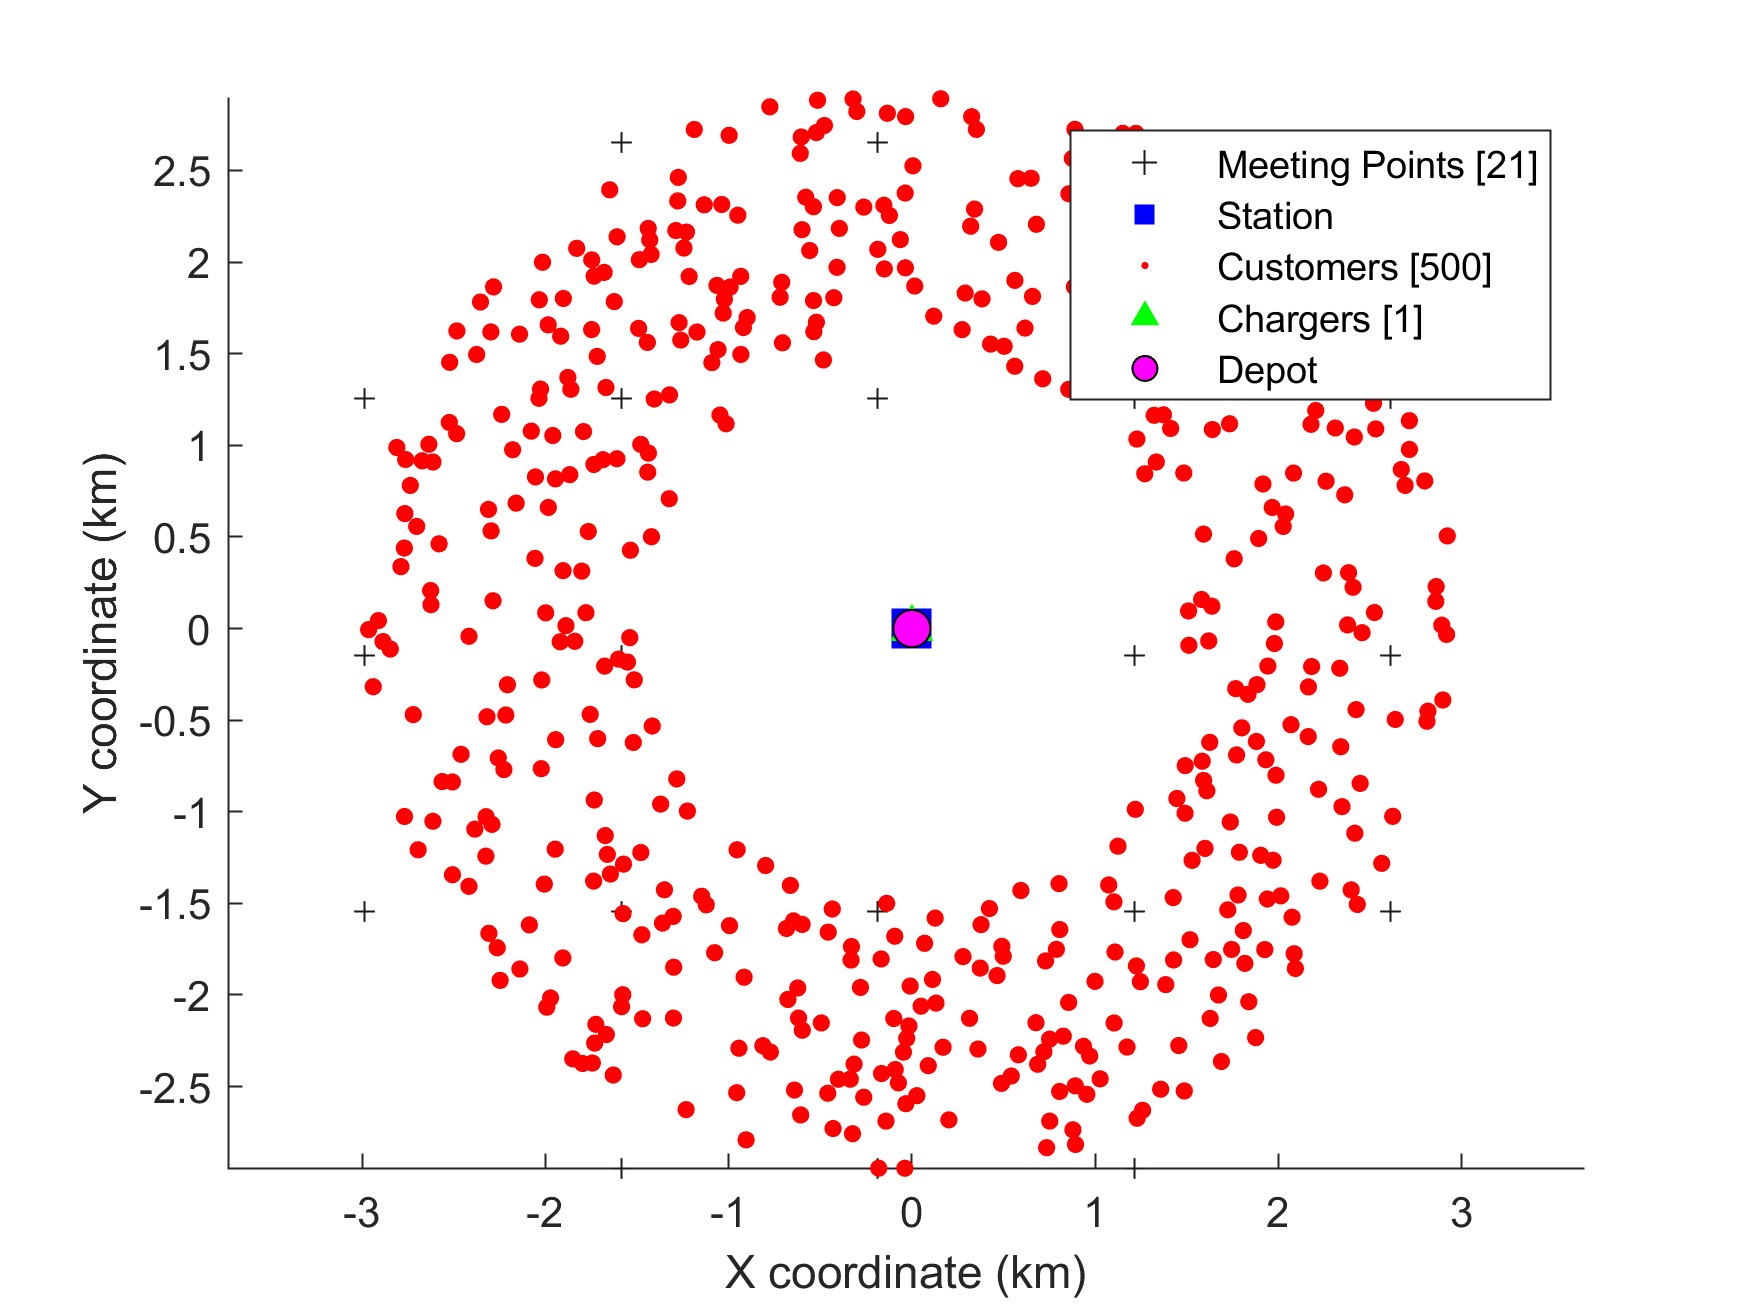 2.5
2
1.5
1
0.5
0
-0.5
-1
-1.5
-2
-2.5
Y coordinate (km)
-3 -2 -1 0 1 2 3
X coordinate (km)
Meeting Points [21]
Station
Customers [500]
Chargers [1]
Depot